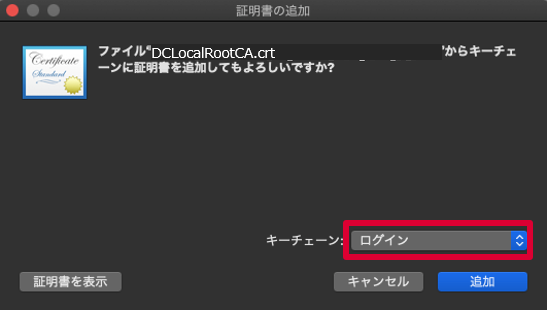 証明書の追加
ファイル"DCLocalRootCA.crt "からキーチェ
ーンに証明書を追加してもよろしいですか?
Certificate
Standard
キーチェーン: ログイン
証明書を表示 キャンセル 追加